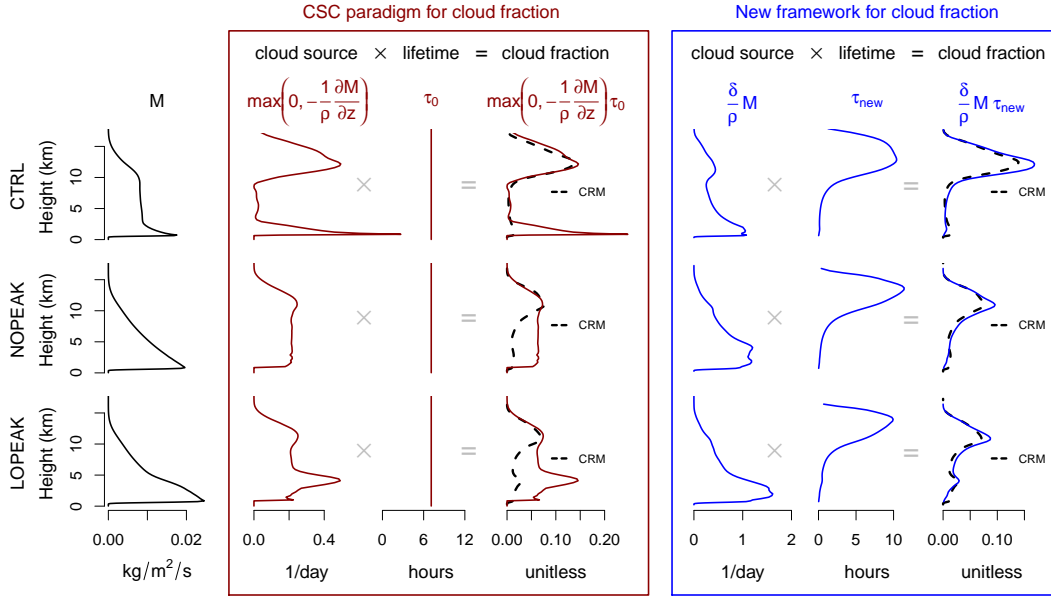 CSC paradigm for cloud fraction
New framework for cloud fraction
cloud source × lifetime = cloud fraction
cloud source × lifetime = cloud fraction
M
max(0, −1/ρ ∂M/∂z)
τ₀
max(0, −1/ρ ∂M/∂z)τ₀
δ/ρ M
τnew
δ/ρ M τnew
CTRL
Height (km)
0 5 10
×
=
CRM
×
=
CRM
NOPEAK
Height (km)
0 5 10
×
=
CRM
×
=
CRM
LOPEAK
Height (km)
0 5 10
×
=
CRM
×
=
CRM
0.00 0.02
0.0 0.4
0 6 12
0.00 0.10 0.20
0 1 2
0 5 10
0.00 0.10
kg/m²/s
1/day
hours
unitless
1/day
hours
unitless